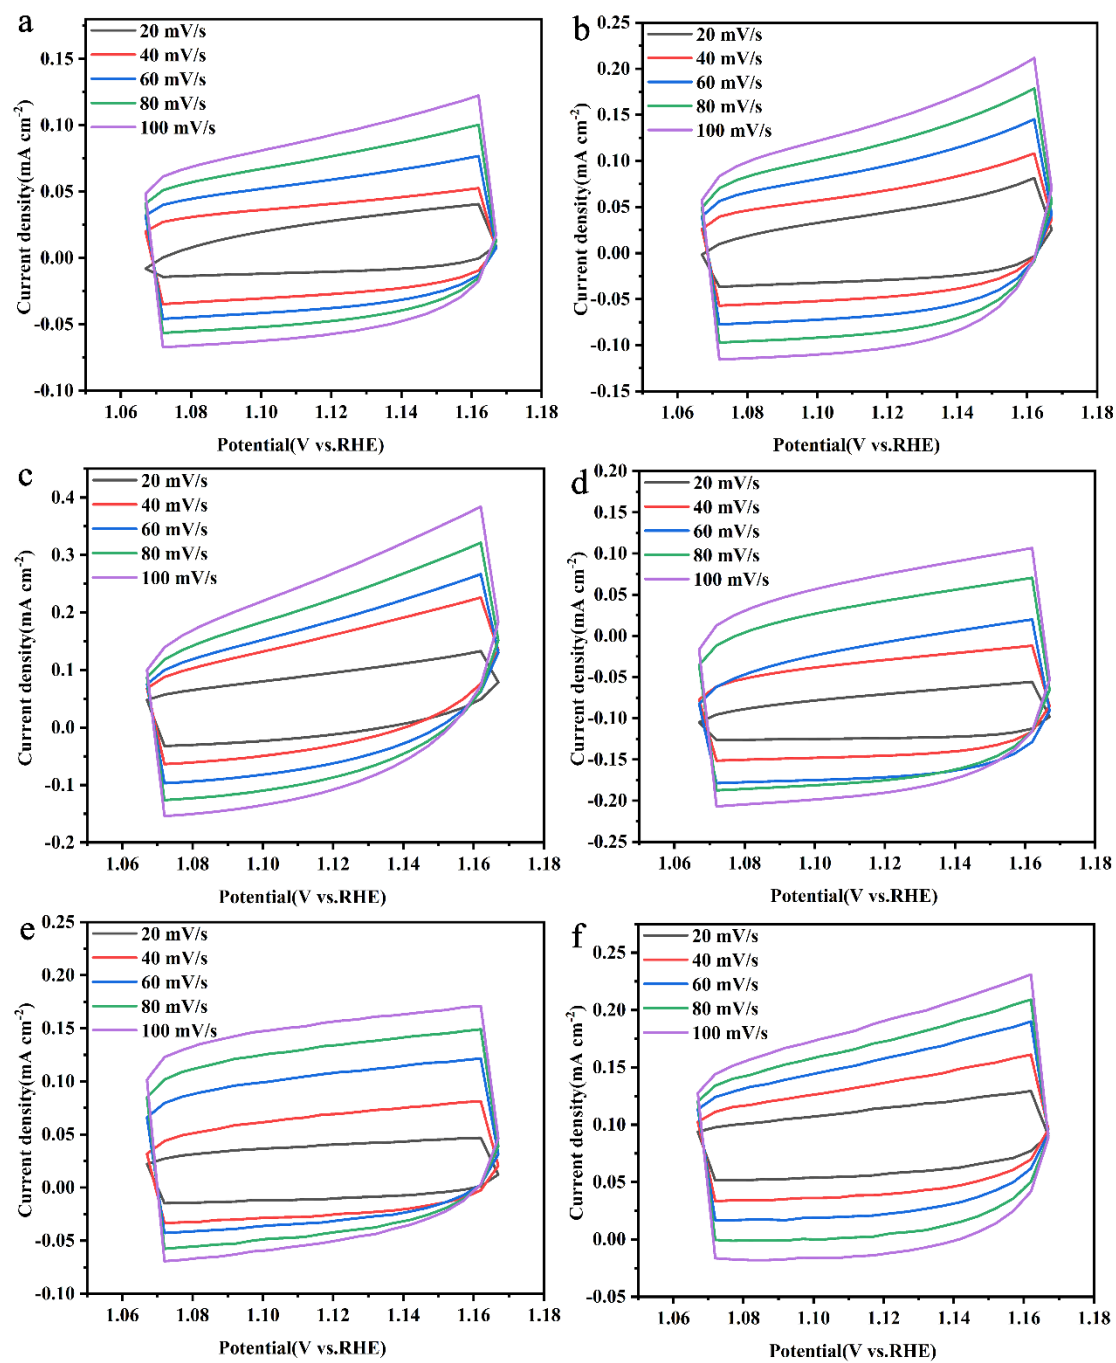 a
20 mV/s
40 mV/s
60 mV/s
80 mV/s
100 mV/s
0.15
0.10
0.05
0.00
-0.05
-0.10
Current density(mA cm⁻²)
1.06 1.08 1.10 1.12 1.14 1.16 1.18
Potential(V vs.RHE)
b
20 mV/s
40 mV/s
60 mV/s
80 mV/s
100 mV/s
0.25
0.20
0.15
0.10
0.05
0.00
-0.05
-0.10
-0.15
Current density(mA cm⁻²)
1.06 1.08 1.10 1.12 1.14 1.16 1.18
Potential(V vs.RHE)
c
20 mV/s
40 mV/s
60 mV/s
80 mV/s
100 mV/s
0.4
0.3
0.2
0.1
0.0
-0.1
-0.2
Current density(mA cm⁻²)
1.06 1.08 1.10 1.12 1.14 1.16 1.18
Potential(V vs.RHE)
d
20 mV/s
40 mV/s
60 mV/s
80 mV/s
100 mV/s
0.20
0.15
0.10
0.05
0.00
-0.05
-0.10
-0.15
-0.20
-0.25
Current density(mA cm⁻²)
1.06 1.08 1.10 1.12 1.14 1.16 1.18
Potential(V vs.RHE)
e
20 mV/s
40 mV/s
60 mV/s
80 mV/s
100 mV/s
0.25
0.20
0.15
0.10
0.05
0.00
-0.05
-0.10
Current density(mA cm⁻²)
1.06 1.08 1.10 1.12 1.14 1.16 1.18
Potential(V vs.RHE)
f
20 mV/s
40 mV/s
60 mV/s
80 mV/s
100 mV/s
0.25
0.20
0.15
0.10
0.05
0.00
-0.05
Current density(mA cm⁻²)
1.06 1.08 1.10 1.12 1.14 1.16 1.18
Potential(V vs.RHE)